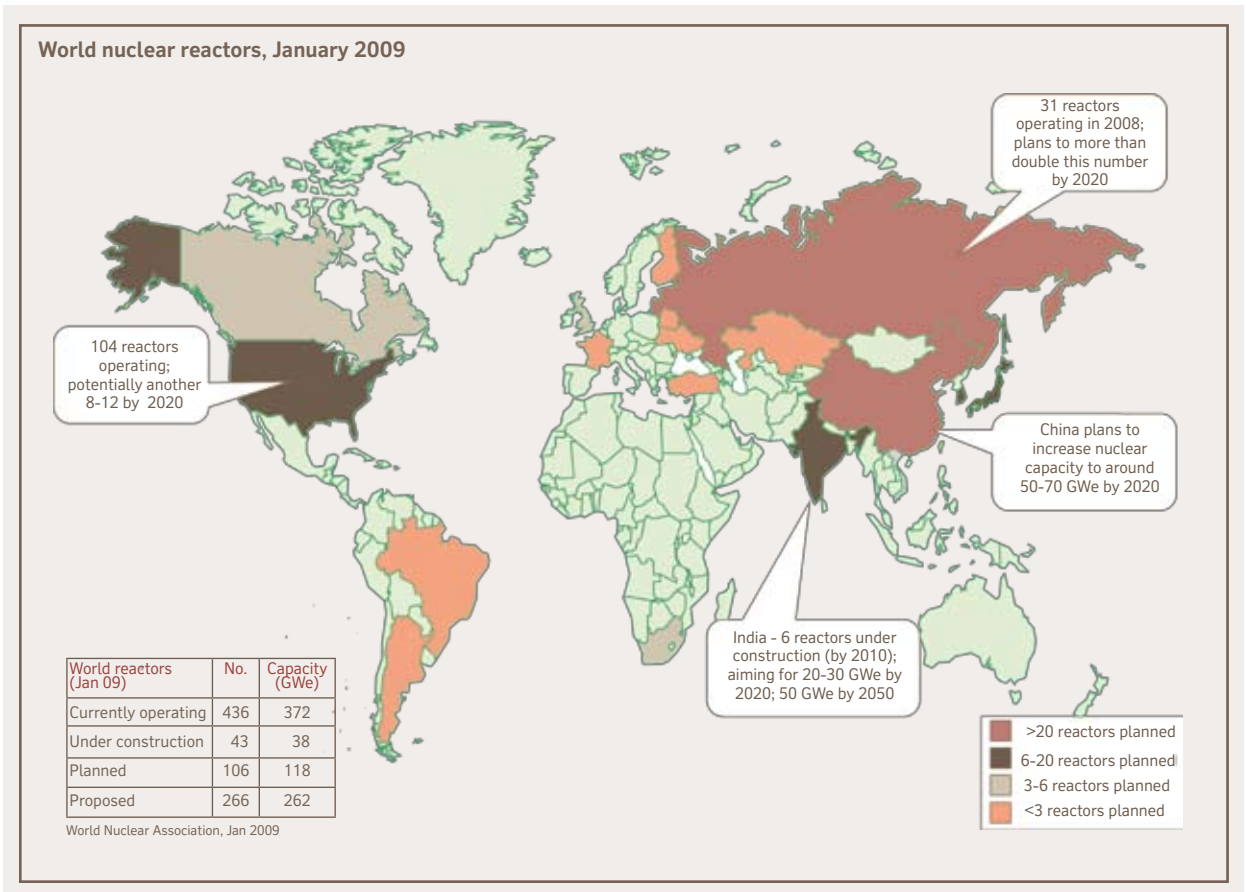 World nuclear reactors, January 2009
31 reactors
operating in 2008;
plans to more than
double this number
by 2020
104 reactors
operating;
potentially another
8-12 by 2020
China plans to
increase nuclear
capacity to around
50-70 GWe by 2020
India - 6 reactors under
construction (by 2010);
aiming for 20-30 GWe by
2020; 50 GWe by 2050
World reactors
(Jan 09) No. Capacity
(GWe)
Currently operating 436 372
Under construction 43 38
Planned 106 118
Proposed 266 262
World Nuclear Association, Jan 2009
>20 reactors planned
6-20 reactors planned
3-6 reactors planned
<3 reactors planned